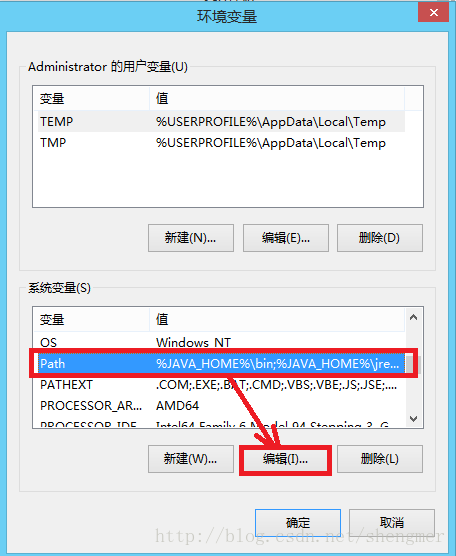 环境变量
Administrator 的用户变量(U)
变量 值
TEMP %USERPROFILE%\AppData\Local\Temp
TMP %USERPROFILE%\AppData\Local\Temp
新建(N)... 编辑(E)... 删除(D)
系统变量(S)
变量 值
OS Windows_NT
Path %JAVA_HOME%\bin;%JAVA_HOME%\jre...
PATHEXT .COM;.EXE;.BAT;.CMD;.VBS;.VBE;.JS;.JSE;....
PROCESSOR_AR... AMD64
PROCESSOR_IDE Intel64 Family 6 Model 94 Stepping 3, G
新建(W)... 编辑(I)... 删除(L)
确定 取消
http://blog.csdn.net/shengmer